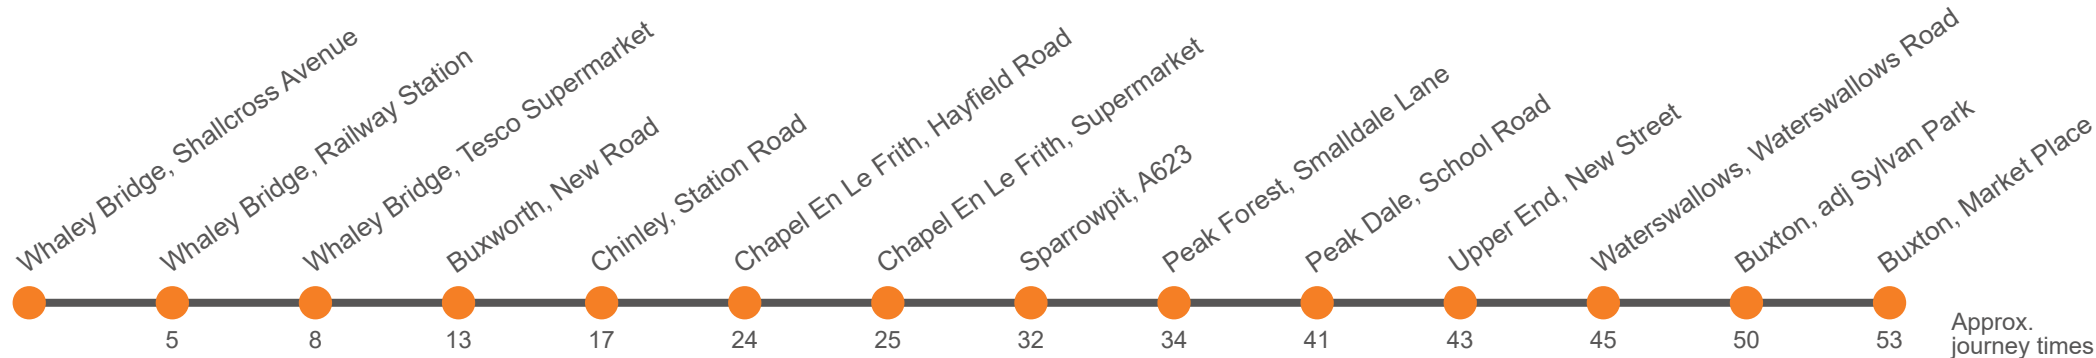 Whaley Bridge, Shallcross Avenue
Whaley Bridge, Railway Station
Whaley Bridge, Tesco Supermarket
Buxworth, New Road
Chinley, Station Road
Chapel En Le Frith, Hayfield Road
Chapel En Le Frith, Supermarket
Sparrowpit, A623
Peak Forest, Smalldale Lane
Peak Dale, School Road
Upper End, New Street
Waterswallows, Waterswallows Road
Buxton, adj Sylvan Park
Buxton, Market Place
5 8 13 17 24 25 32 34 41 43 45 50 53
Approx.
journey times